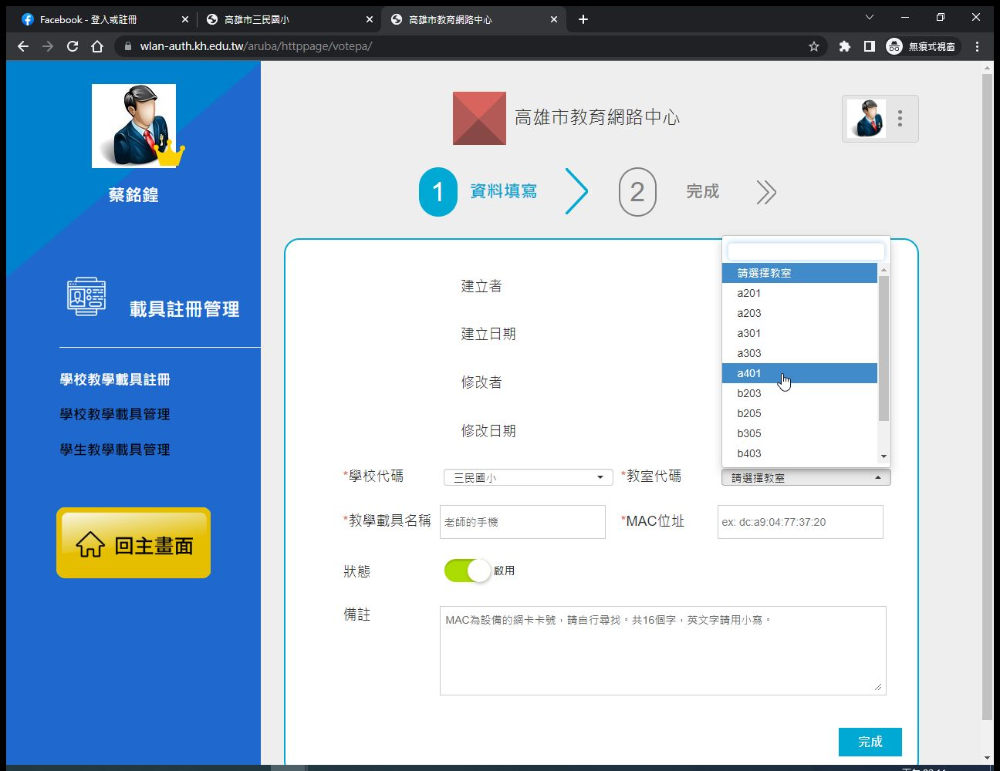 Facebook - 登入或註冊
高雄市三民國小
高雄市教育網路中心
wlan-auth.kh.edu.tw/aruba/httppage/votepa/
無痕式視窗
蔡銘鍠
載具註冊管理
學校教學載具註冊
學校教學載具管理
學生教學載具管理
回主畫面
高雄市教育網路中心
1 資料填寫
2 完成
建立者
建立日期
修改者
修改日期
請選擇教室
a201
a203
a301
a303
a401
b203
b205
b305
b403
*學校代碼 三民國小 *教室代碼 請選擇教室
*教學載具名稱 老師的手機 *MAC位址 ex: dc:a9:04:77:37:20
狀態 啟用
備註 MAC為設備的網卡卡號，請自行尋找。共16個字，英文字請用小寫。
完成